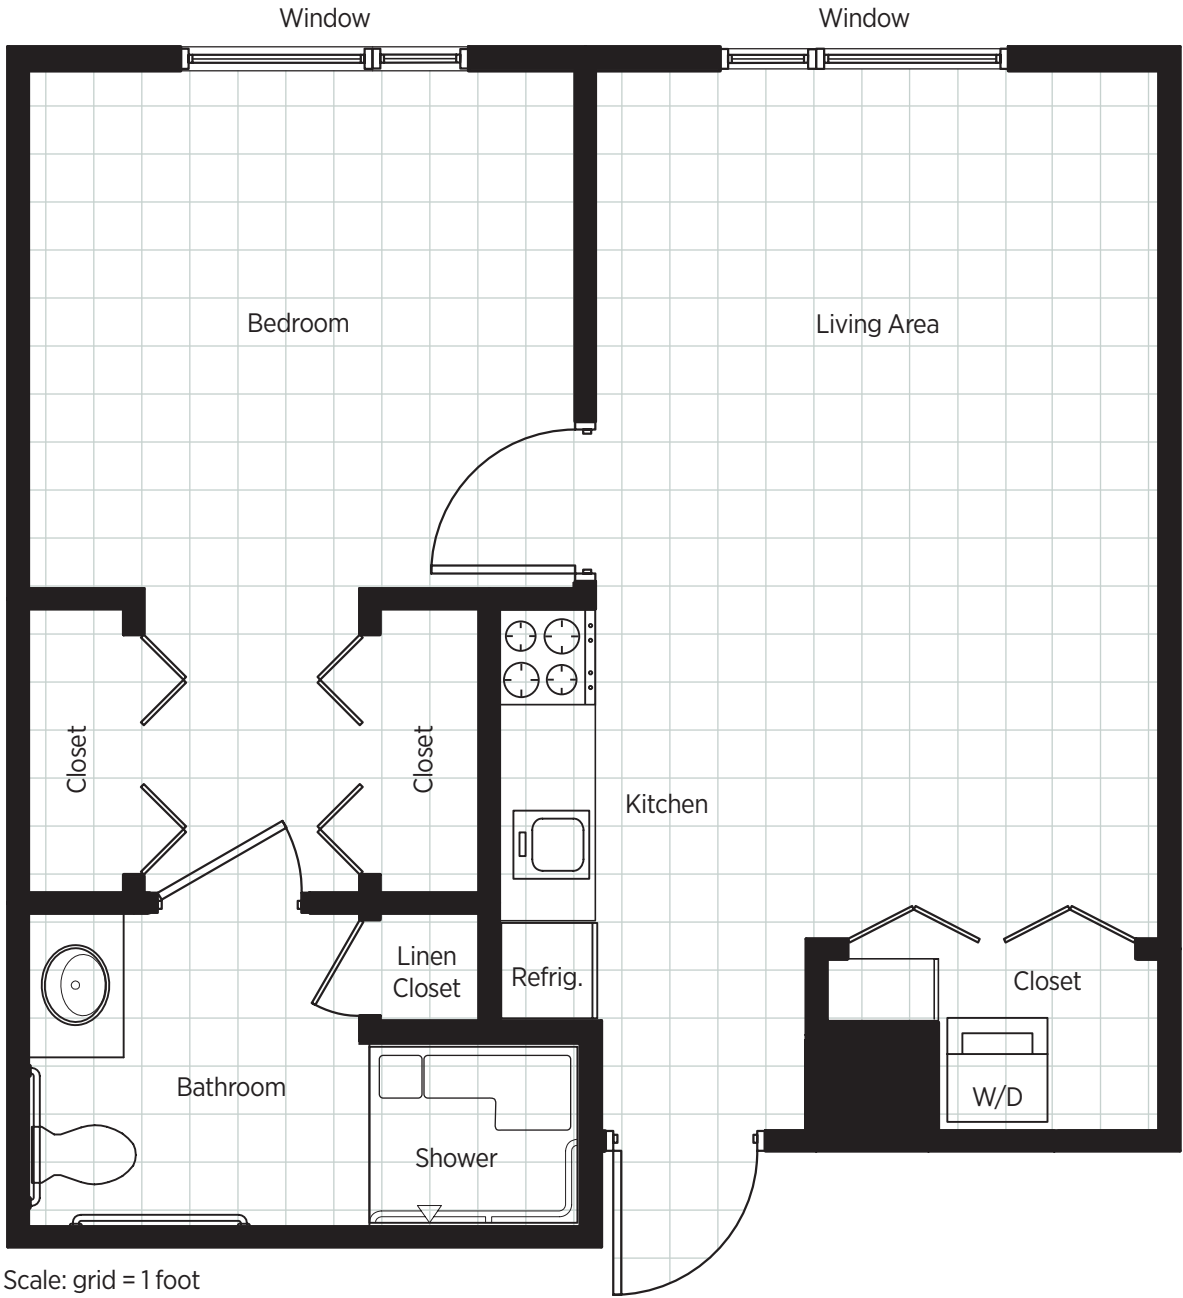 Window
Window
Bedroom
Living Area
Closet
Closet
Kitchen
Linen
Closet
Refrig.
Closet
Bathroom
W/D
Shower
Scale: grid = 1 foot